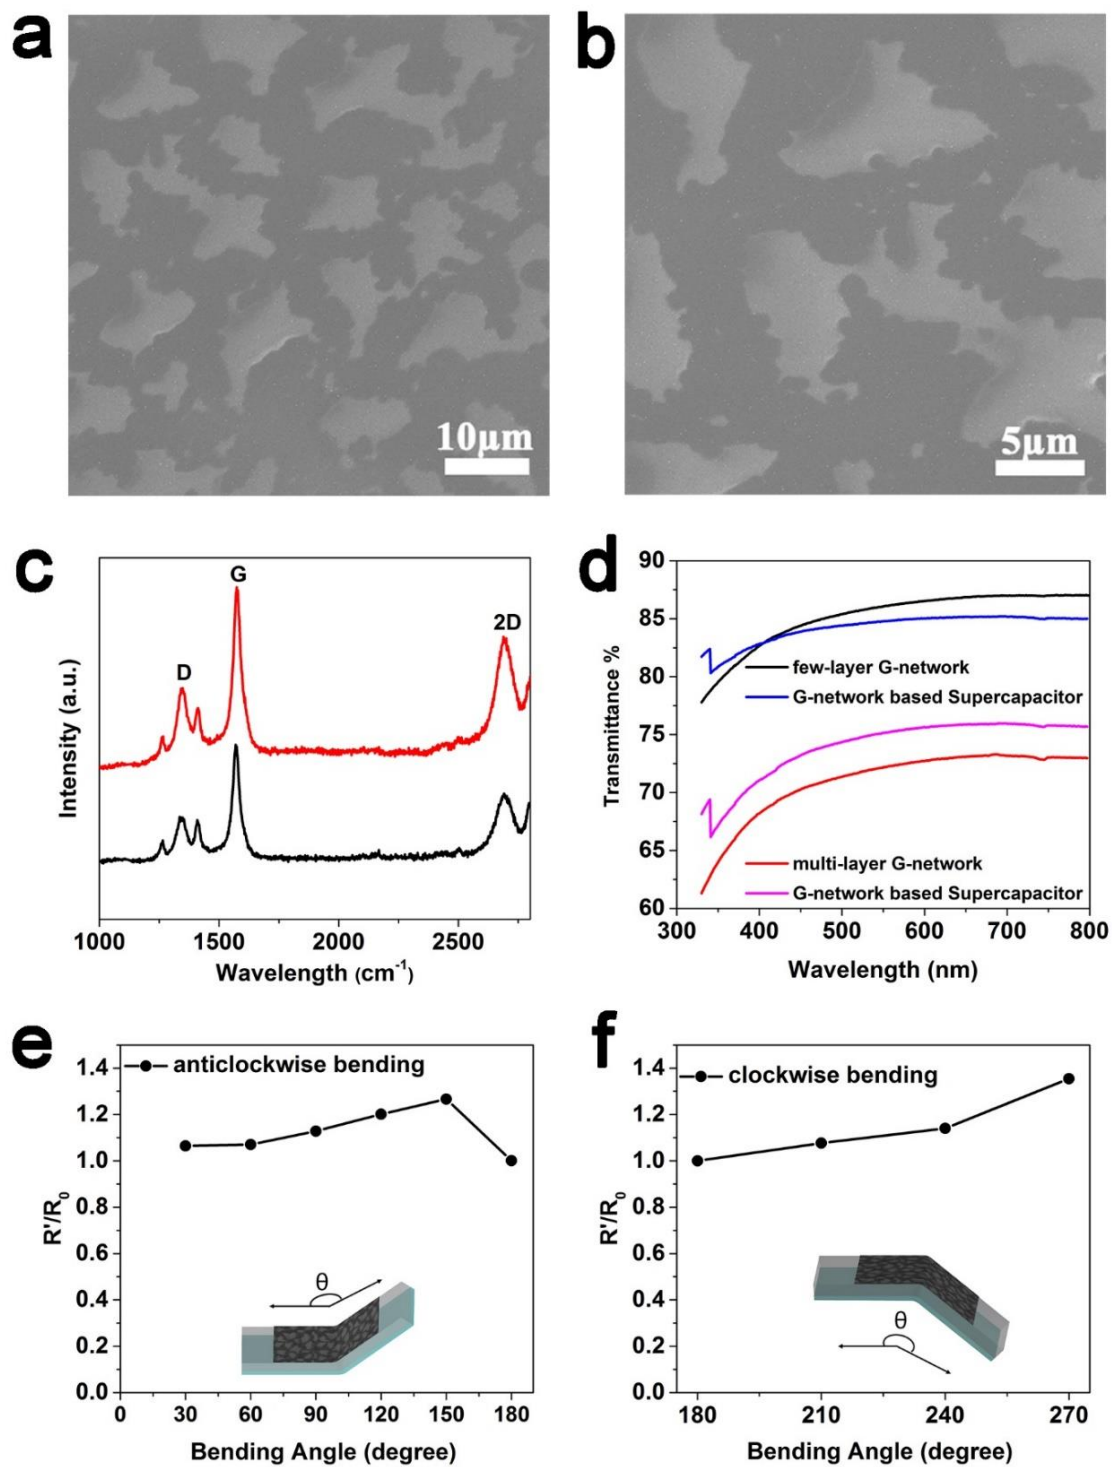 a
b
10μm
5μm
c
G
D
2D
Intensity (a.u.)
1000
1500
2000
2500
Wavelength (cm⁻¹)
d
90
85
80
75
70
65
60
Transmittance %
few-layer G-network
G-network based Supercapacitor
multi-layer G-network
G-network based Supercapacitor
300
400
500
600
700
800
Wavelength (nm)
e
anticlockwise bending
1.4
1.2
1.0
0.8
0.6
0.4
0.2
0.0
R'/R₀
θ
0
30
60
90
120
150
180
Bending Angle (degree)
f
clockwise bending
1.4
1.2
1.0
0.8
0.6
0.4
0.2
0.0
R'/R₀
θ
180
210
240
270
Bending Angle (degree)